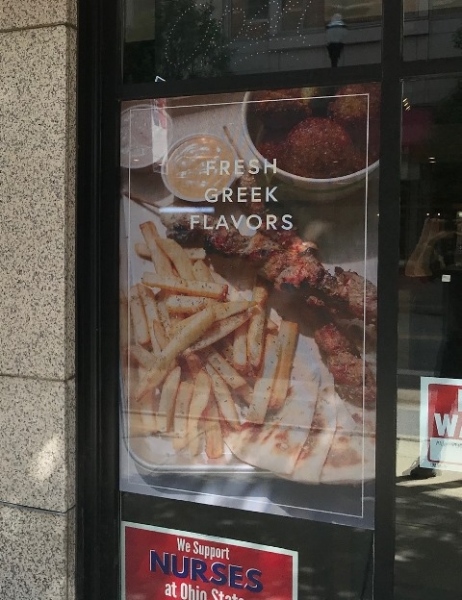 FRESH
GREEK
FLAVORS
We Support
NURSES
at Ohio State
W